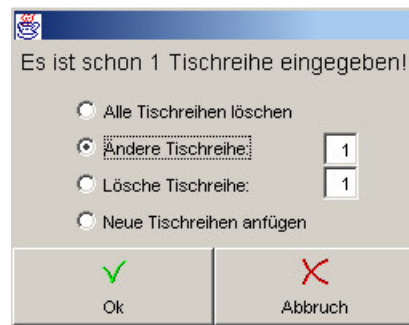 Es ist schon 1 Tischreihe eingegeben!
Alle Tischreihen löschen
Ändere Tischreihe: 1
Lösche Tischreihe: 1
Neue Tischreihen anfügen
Ok Abbruch